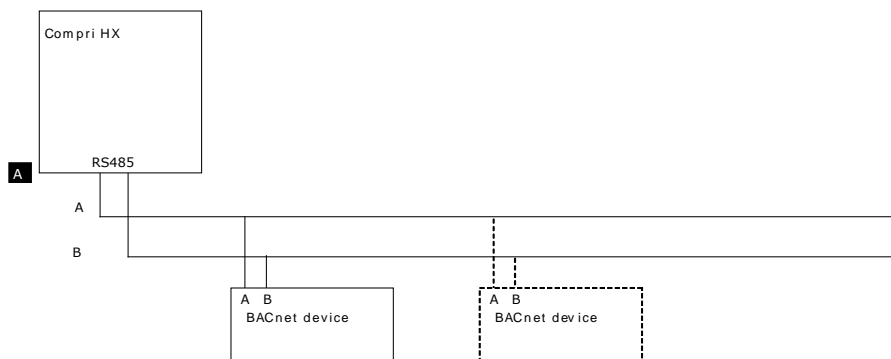 Compri HX
RS485
A
A
B
A B
BACnet device
A B
BACnet device